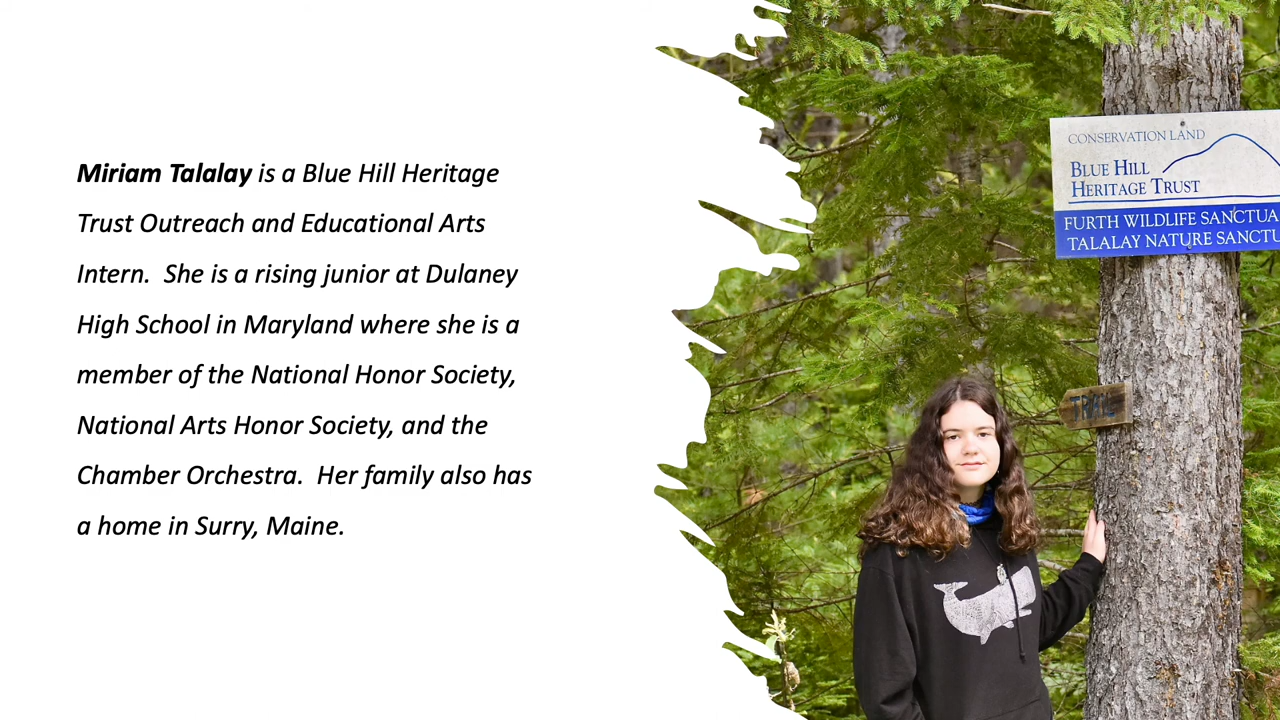 Miriam Talalay is a Blue Hill Heritage
Trust Outreach and Educational Arts
Intern.  She is a rising junior at Dulaney
High School in Maryland where she is a
member of the National Honor Society,
National Arts Honor Society, and the
Chamber Orchestra.  Her family also has
a home in Surry, Maine.
CONSERVATION LAND
BLUE HILL
HERITAGE TRUST
FURTH WILDLIFE SANCTUA
TALALAY NATURE SANCTU
TRAIL